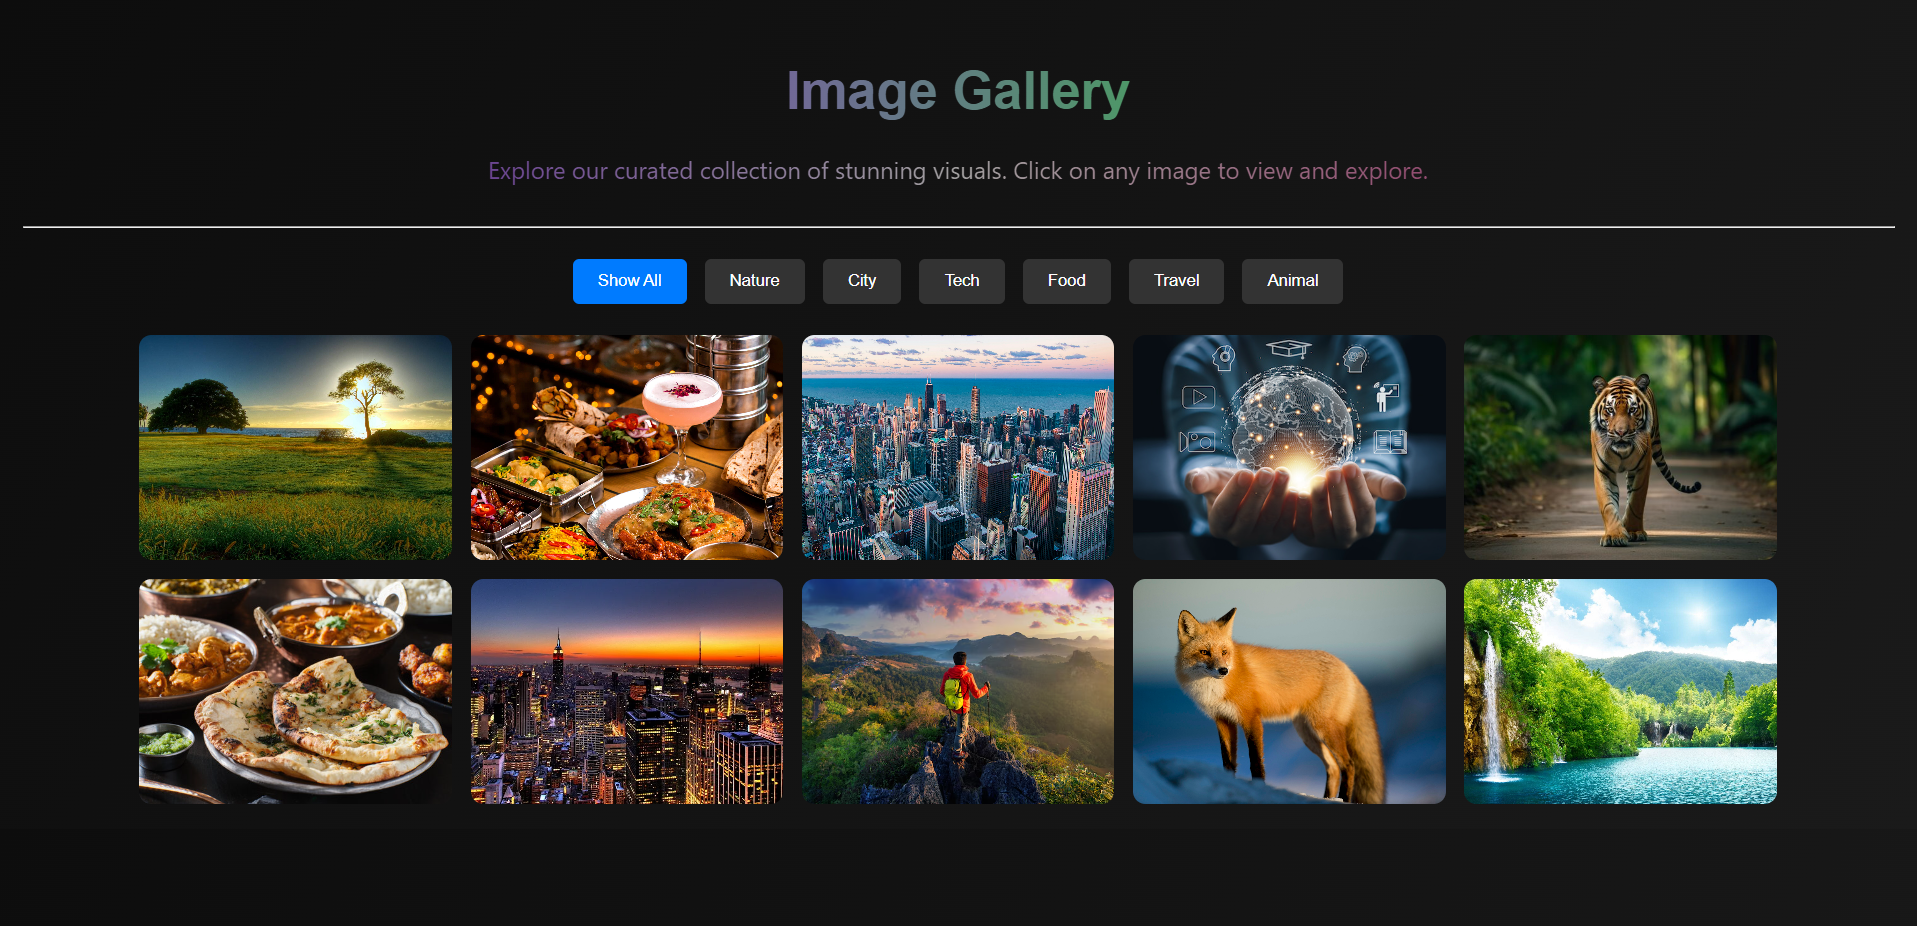 Image Gallery
Explore our curated collection of stunning visuals. Click on any image to view and explore.
Show All
Nature
City
Tech
Food
Travel
Animal